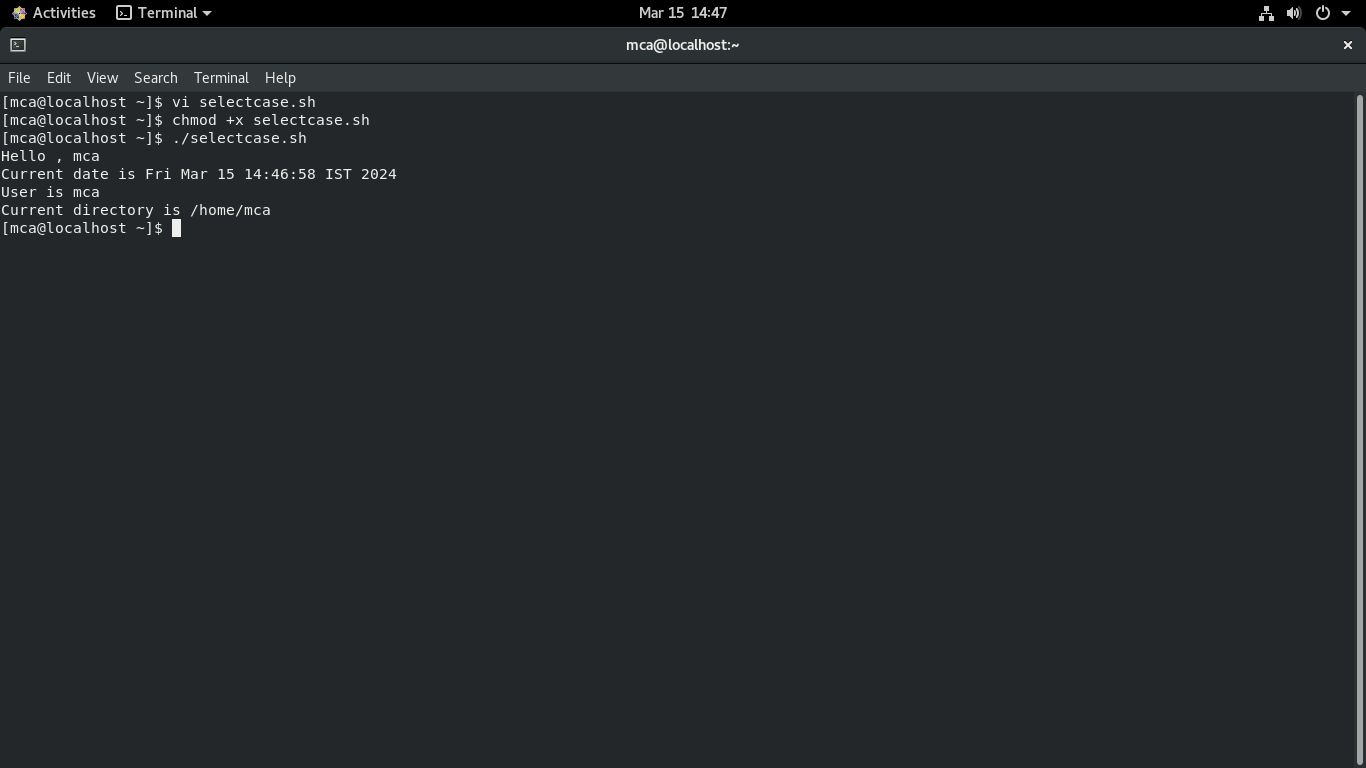 Activities Terminal Mar 15 14:47
mca@localhost:~
File Edit View Search Terminal Help
[mca@localhost ~]$ vi selectcase.sh
[mca@localhost ~]$ chmod +x selectcase.sh
[mca@localhost ~]$ ./selectcase.sh
Hello , mca
Current date is Fri Mar 15 14:46:58 IST 2024
User is mca
Current directory is /home/mca
[mca@localhost ~]$